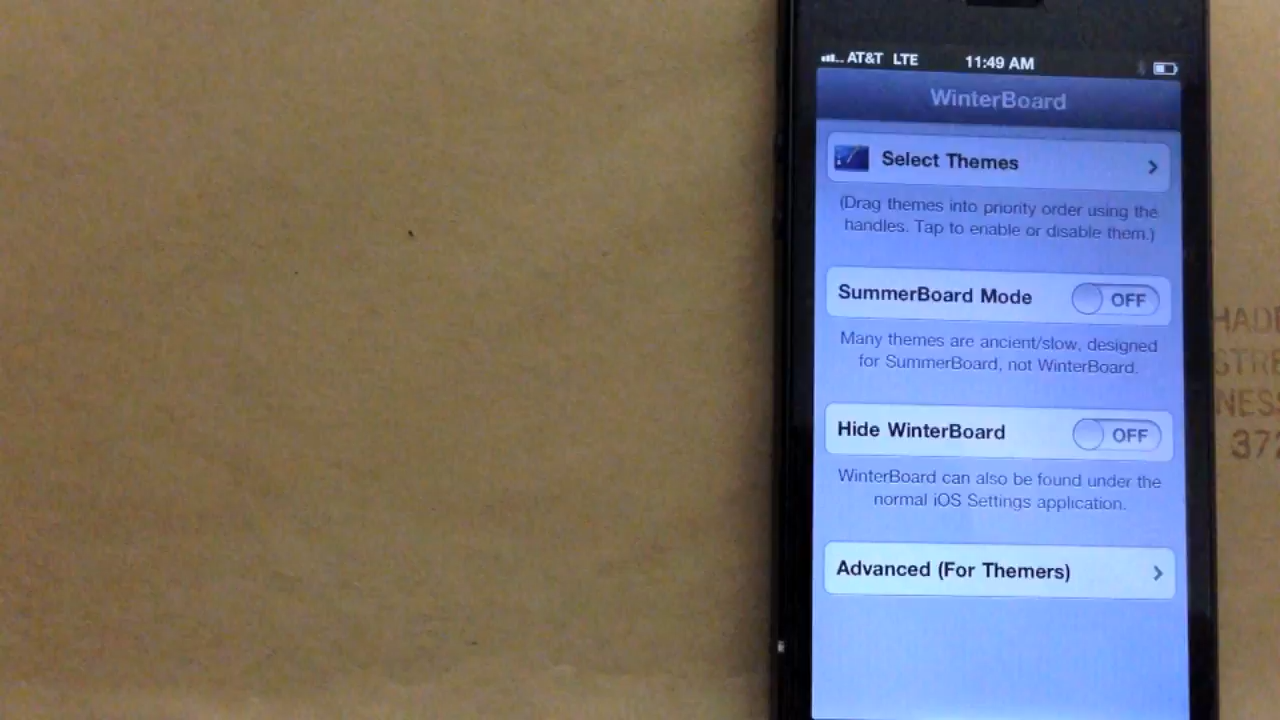 AT&T LTE 11:49 AM
WinterBoard
Select Themes
(Drag themes into priority order using the
handles. Tap to enable or disable them.)
SummerBoard Mode OFF
Many themes are ancient/slow, designed
for SummerBoard, not WinterBoard.
Hide WinterBoard OFF
WinterBoard can also be found under the
normal iOS Settings application.
Advanced (For Themers)